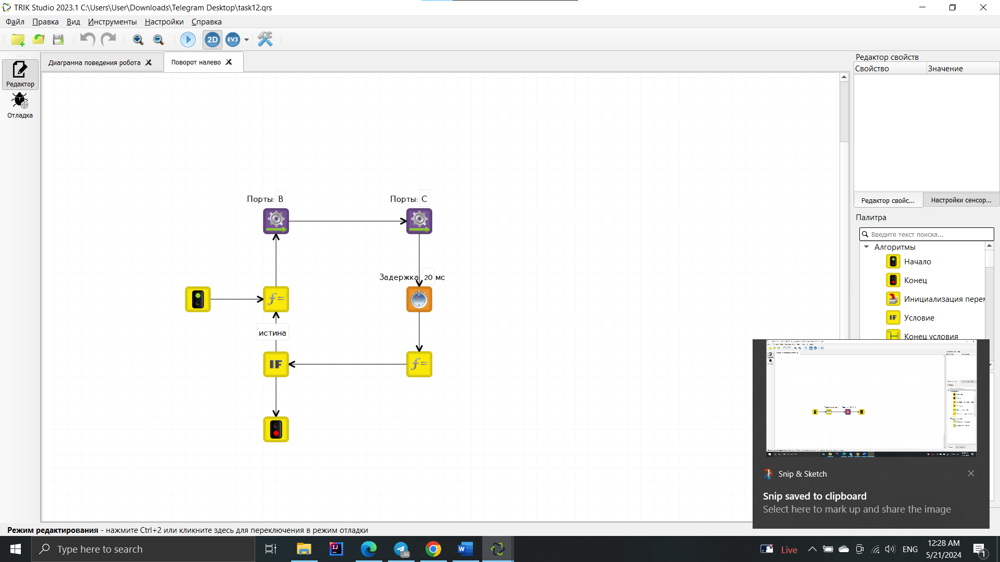 TRIK Studio 2023.1 C:\Users\User\Downloads\Telegram Desktop\task12.qrs
Файл Правка Вид Инструменты Настройки Справка
2D EV3
Диаграмма поведения робота Поворот налево
Редактор
Отладка
Порты: B Порты: C
Задержка: 20 мс
f=
истина
IF f=
Редактор свойств
Свойство Значение
Редактор свойс... Настройки сенсор...
Палитра
Введите текст поиска...
Алгоритмы
Начало
Конец
Инициализация
IF Условие
Конец условия
Snip & Sketch
Snip saved to clipboard
Select here to mark up and share the image
Режим редактирования - нажмите Ctrl+2 или кликните здесь для переключения в режим отладки
Type here to search
IJ
..46
W
Live
ENG
12:28 AM
5/21/2024
1